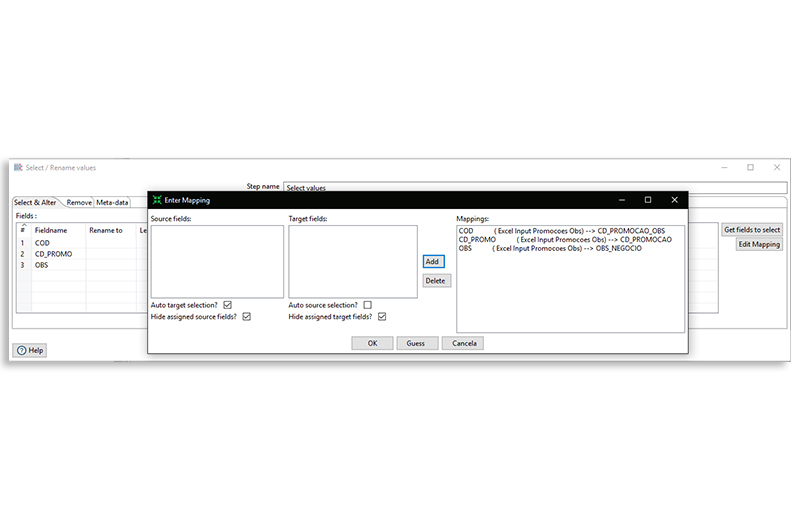 Select / Rename values
Step name Select values
Select & Alter Remove Meta-data
Fields :
# Fieldname Rename to Le
1 COD
2 CD_PROMO
3 OBS
Get fields to select
Edit Mapping
Help
Enter Mapping
Source fields: Target fields: Mappings:
COD ( Excel Input Promocoes Obs) --> CD_PROMOCAO_OBS
CD_PROMO ( Excel Input Promocoes Obs) --> CD_PROMOCAO
OBS ( Excel Input Promocoes Obs) --> OBS_NEGOCIO
Add
Delete
Auto target selection? Auto source selection?
Hide assigned source fields? Hide assigned target fields?
OK Guess Cancela